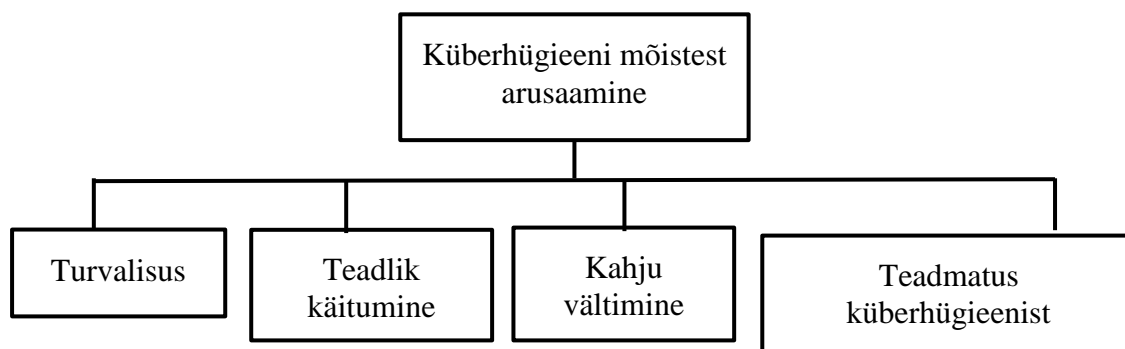 Küberhügieeni mõistest
arusaamine
Turvalisus
Teadlik
käitumine
Kahju
vältimine
Teadmatus
küberhügieenist